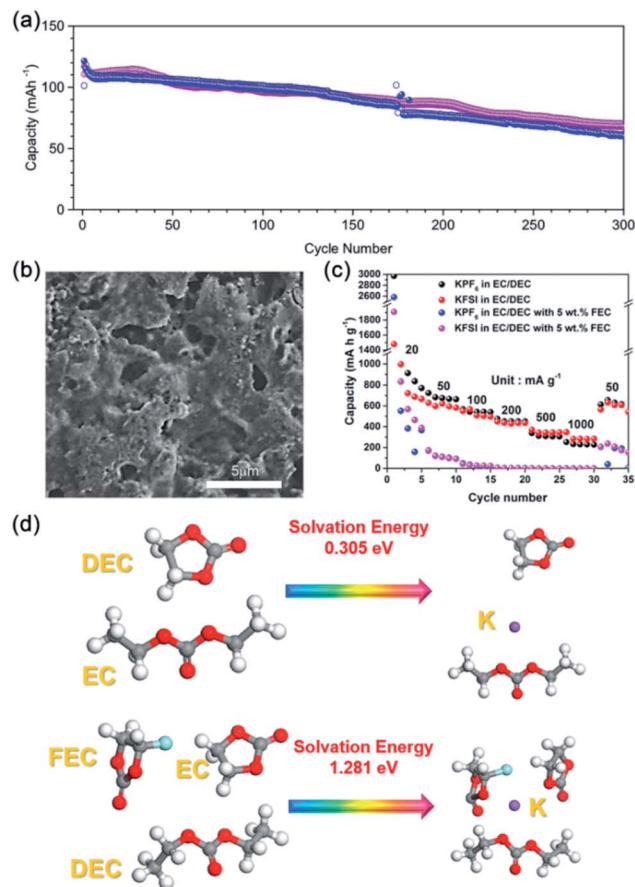 (a)
150
100
50
0
Capacity (mAh -1)
0 50 100 150 200 250 300
Cycle Number
(b)
5μm
(c)
3000
2800
2600
1400
1200
1000
800
600
400
200
0
Capacity (mA h g-1)
KPF6 in EC/DEC
KFSI in EC/DEC
KPF6 in EC/DEC with 5 wt.% FEC
KFSI in EC/DEC with 5 wt.% FEC
20
50
100
200
500
1000
50
Unit : mA g-1
0 5 10 15 20 25 30 35
Cycle number
(d)
DEC
Solvation Energy
0.305 eV
EC
K
FEC
EC
Solvation Energy
1.281 eV
K
DEC